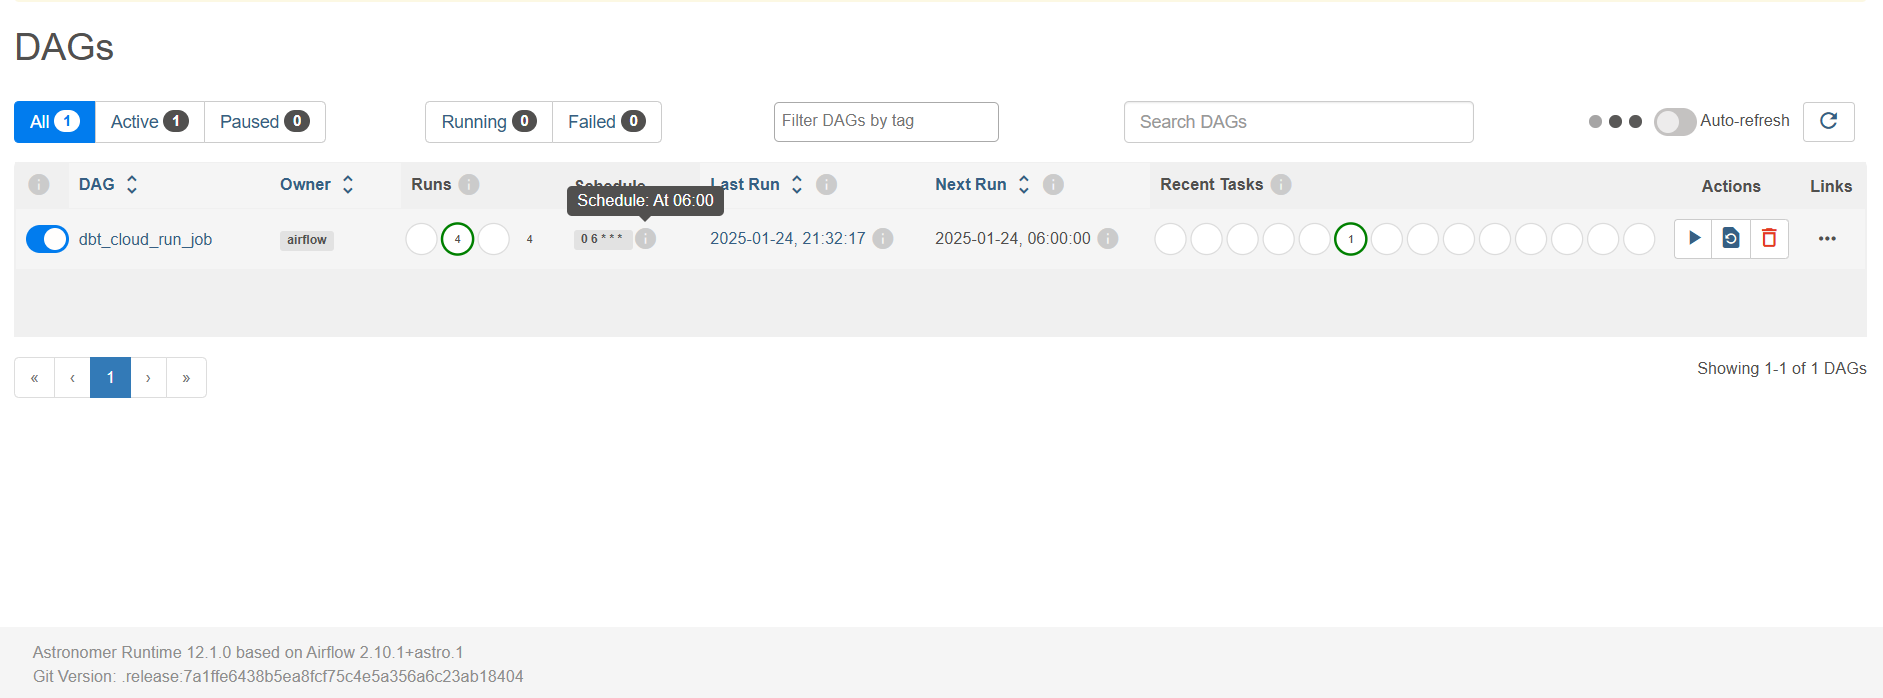 DAGs
All 1 Active 1 Paused 0 Running 0 Failed 0 Filter DAGs by tag Search DAGs Auto-refresh
DAG Owner Runs Schedule Last Run Next Run Recent Tasks Actions Links
Schedule: At 06:00
dbt_cloud_run_job airflow 4 4 0 6 * * * 2025-01-24, 21:32:17 2025-01-24, 06:00:00 1
« ‹ 1 › » Showing 1-1 of 1 DAGs
Astronomer Runtime 12.1.0 based on Airflow 2.10.1+astro.1
Git Version: .release:7a1ffe6438b5ea8fcf75c4e5a356a6c23ab18404